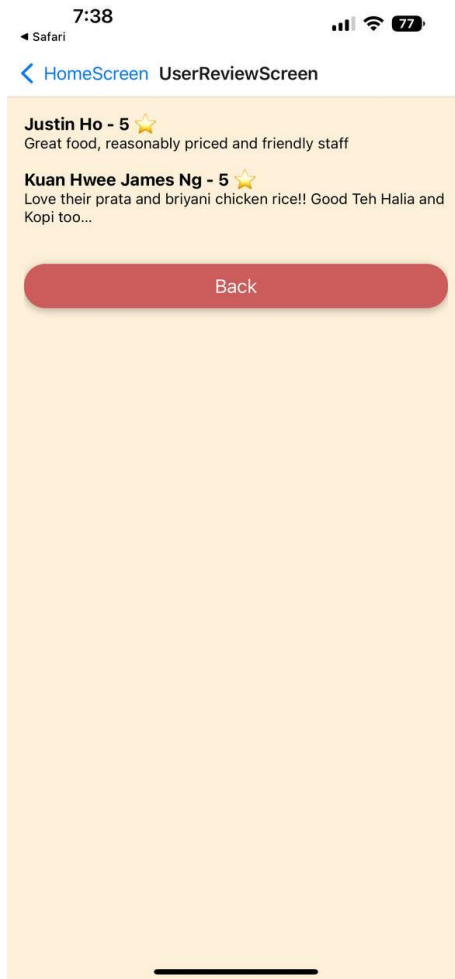 7:38
77
◀ Safari
HomeScreen UserReviewScreen
Justin Ho - 5 ⭐
Great food, reasonably priced and friendly staff
Kuan Hwee James Ng - 5 ⭐
Love their prata and briyani chicken rice!! Good Teh Halia and
Kopi too...
Back